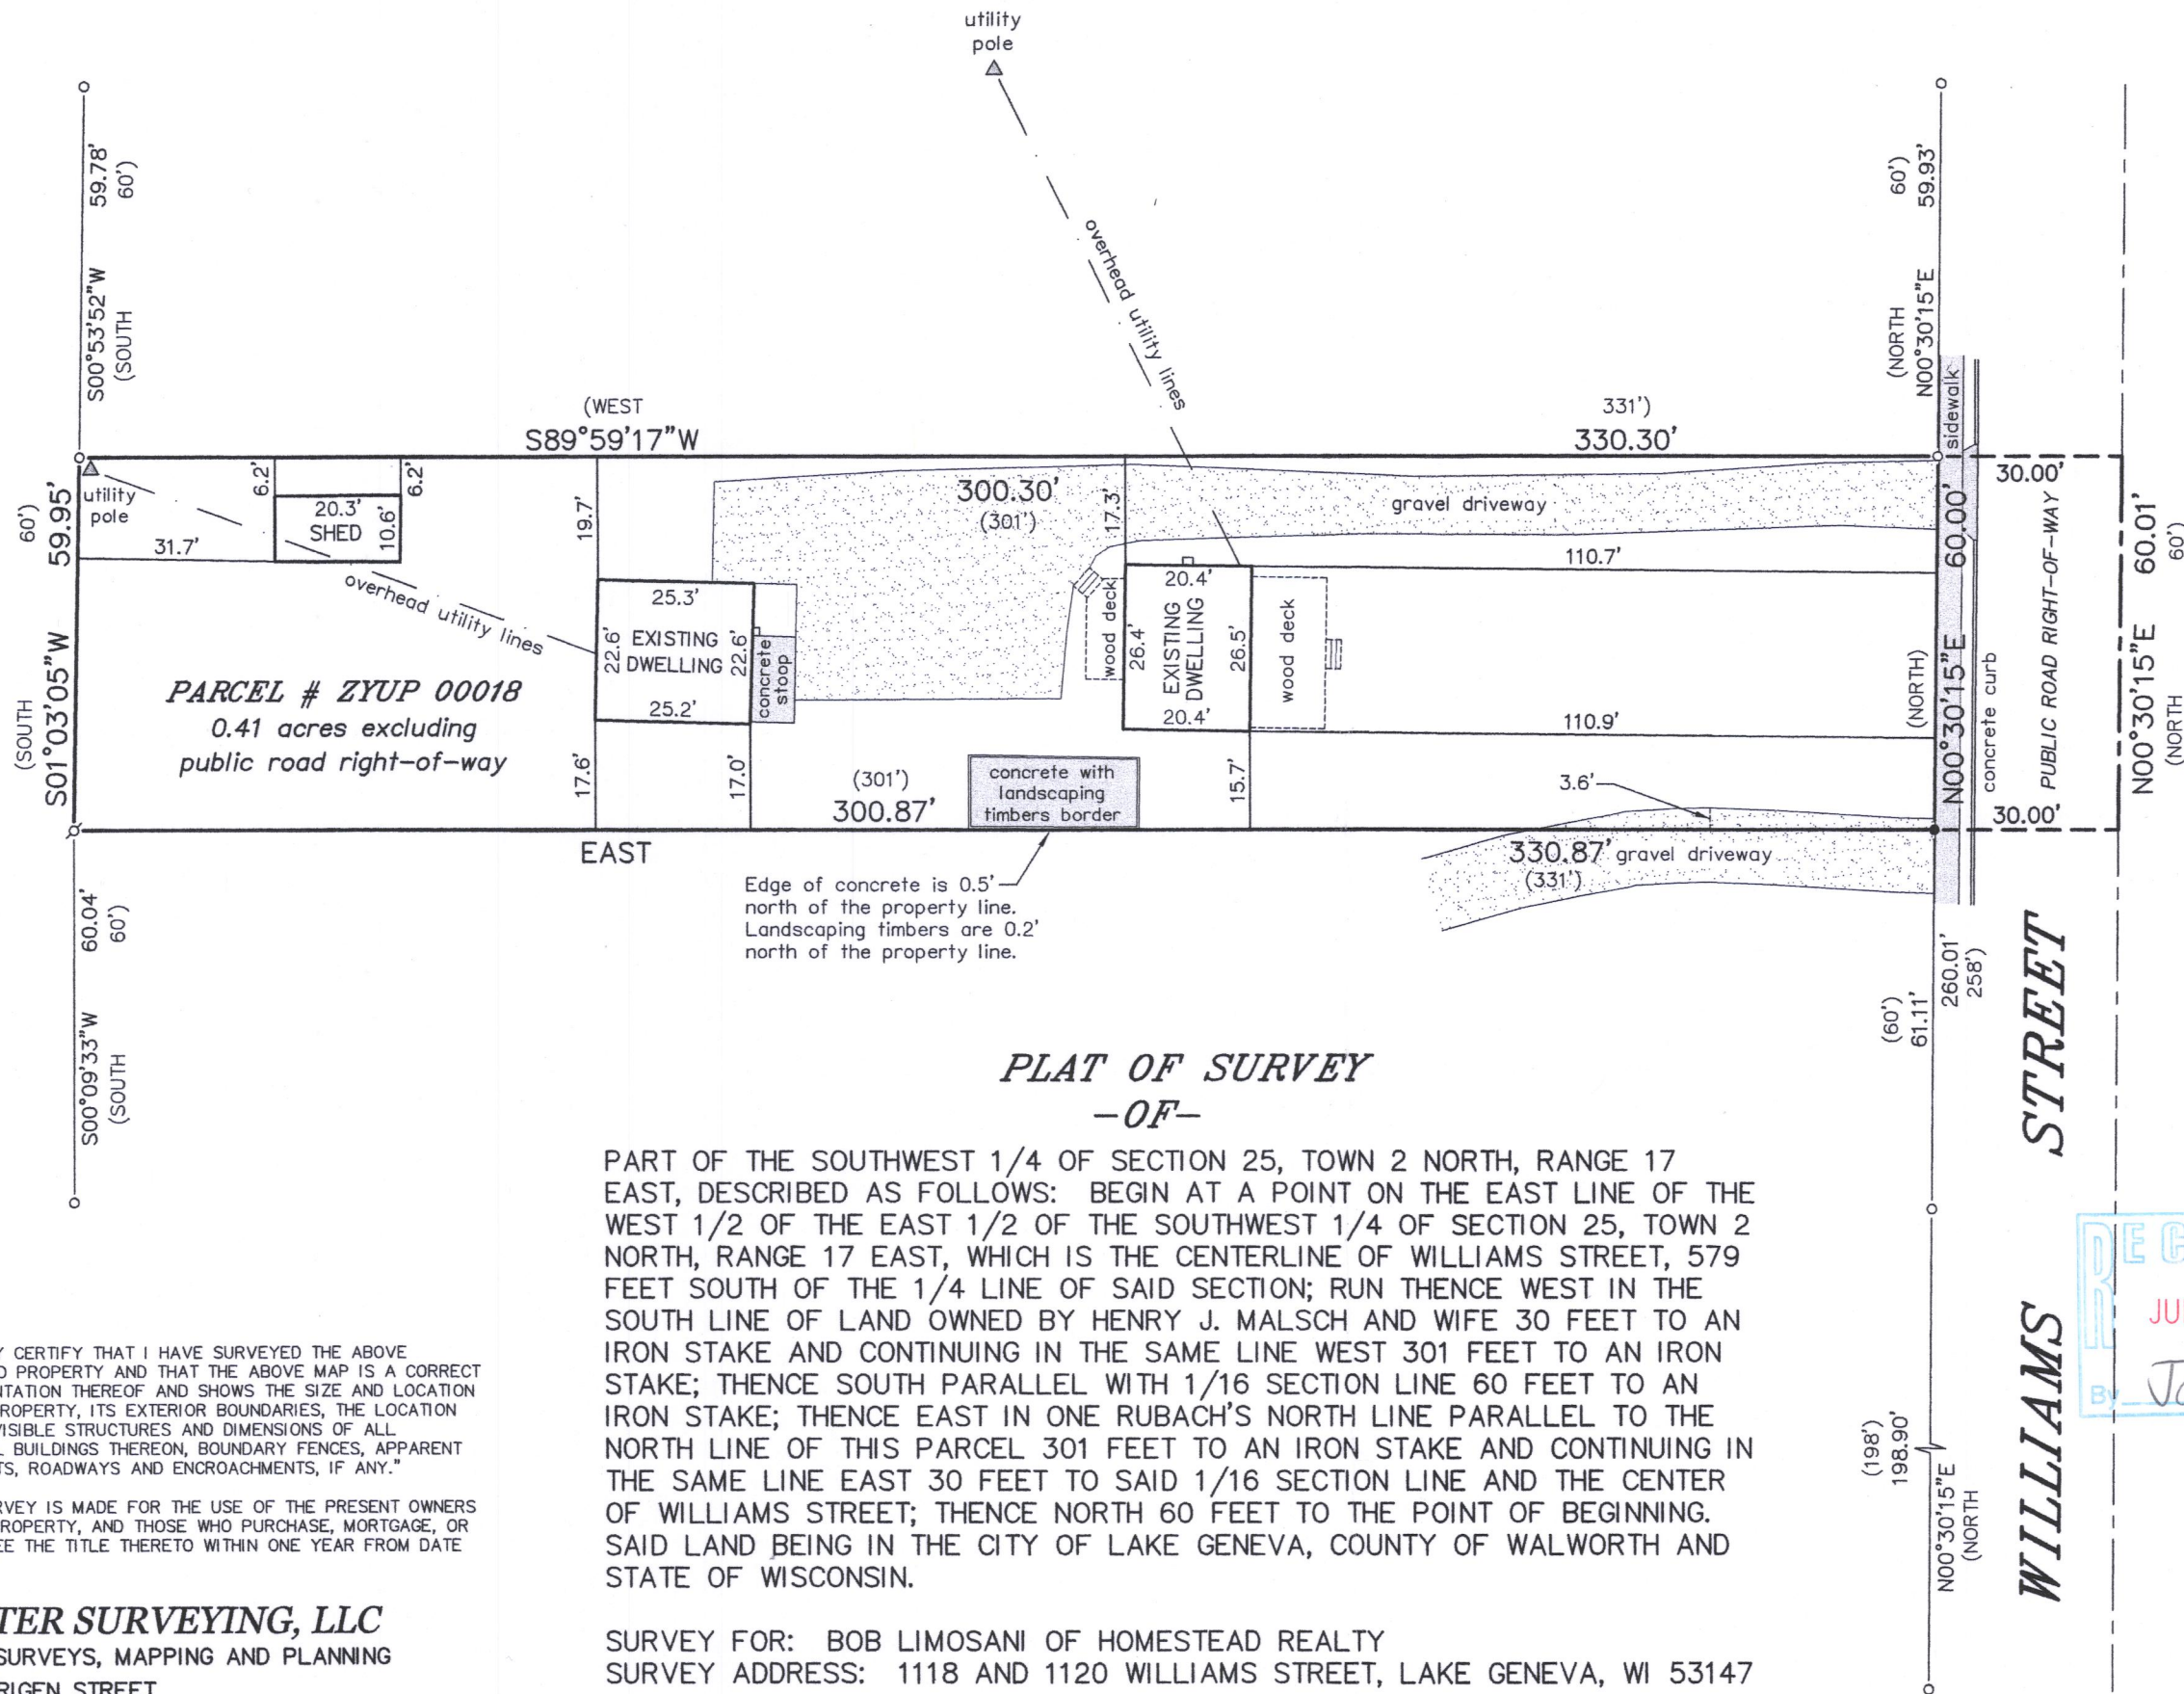 utility
pole
59.78'
60')
S00°53'52"W
(SOUTH
overhead utility lines
60')
59.93'
(NORTH
N00°30'15"E
sidewalk
(WEST
S89°59'17"W
331')
330.30'
utility
pole
6.2'
6.2'
20.3'
SHED
10.6'
31.7'
60')
59.95'
S01°03'05"W
(SOUTH
overhead utility lines
19.7'
300.30'
(301')
17.3'
gravel driveway
110.7'
30.00'
60.00'
N00°30'15"E
(NORTH)
PUBLIC ROAD RIGHT-OF-WAY
60.01'
60')
N00°30'15"E
(NORTH
25.3'
22.6'
EXISTING
DWELLING
22.6'
25.2'
concrete
stoop
wood deck
20.4'
26.4'
EXISTING
DWELLING
26.5'
20.4'
wood deck
concrete curb
PARCEL # ZYUP 00018
0.41 acres excluding
public road right-of-way
110.9'
17.6'
17.0'
(301')
300.87'
concrete with
landscaping
timbers border
15.7'
3.6'
30.00'
EAST
330.87'
(331')
gravel driveway
Edge of concrete is 0.5'
north of the property line.
Landscaping timbers are 0.2'
north of the property line.
60.04'
60')
S00°09'33"W
(SOUTH
(60')
61.11'
260.01'
258')
WILLIAMS STREET
(198')
198.90'
N00°30'15"E
(NORTH
PLAT OF SURVEY
-OF-
PART OF THE SOUTHWEST 1/4 OF SECTION 25, TOWN 2 NORTH, RANGE 17
EAST, DESCRIBED AS FOLLOWS: BEGIN AT A POINT ON THE EAST LINE OF THE
WEST 1/2 OF THE EAST 1/2 OF THE SOUTHWEST 1/4 OF SECTION 25, TOWN 2
NORTH, RANGE 17 EAST, WHICH IS THE CENTERLINE OF WILLIAMS STREET, 579
FEET SOUTH OF THE 1/4 LINE OF SAID SECTION; RUN THENCE WEST IN THE
SOUTH LINE OF LAND OWNED BY HENRY J. MALSCH AND WIFE 30 FEET TO AN
IRON STAKE AND CONTINUING IN THE SAME LINE WEST 301 FEET TO AN IRON
STAKE; THENCE SOUTH PARALLEL WITH 1/16 SECTION LINE 60 FEET TO AN
IRON STAKE; THENCE EAST IN ONE RUBACH'S NORTH LINE PARALLEL TO THE
NORTH LINE OF THIS PARCEL 301 FEET TO AN IRON STAKE AND CONTINUING IN
THE SAME LINE EAST 30 FEET TO SAID 1/16 SECTION LINE AND THE CENTER
OF WILLIAMS STREET; THENCE NORTH 60 FEET TO THE POINT OF BEGINNING.
SAID LAND BEING IN THE CITY OF LAKE GENEVA, COUNTY OF WALWORTH AND
STATE OF WISCONSIN.
SURVEY FOR: BOB LIMOSANI OF HOMESTEAD REALTY
SURVEY ADDRESS: 1118 AND 1120 WILLIAMS STREET, LAKE GENEVA, WI 53147
Y CERTIFY THAT I HAVE SURVEYED THE ABOVE
D PROPERTY AND THAT THE ABOVE MAP IS A CORRECT
NTATION THEREOF AND SHOWS THE SIZE AND LOCATION
ROPERTY, ITS EXTERIOR BOUNDARIES, THE LOCATION
VISIBLE STRUCTURES AND DIMENSIONS OF ALL
L BUILDINGS THEREON, BOUNDARY FENCES, APPARENT
TS, ROADWAYS AND ENCROACHMENTS, IF ANY."
RVEY IS MADE FOR THE USE OF THE PRESENT OWNERS
ROPERTY, AND THOSE WHO PURCHASE, MORTGAGE, OR
EE THE TITLE THERETO WITHIN ONE YEAR FROM DATE
TER SURVEYING, LLC
SURVEYS, MAPPING AND PLANNING
RIGEN STREET
REC
JU
By